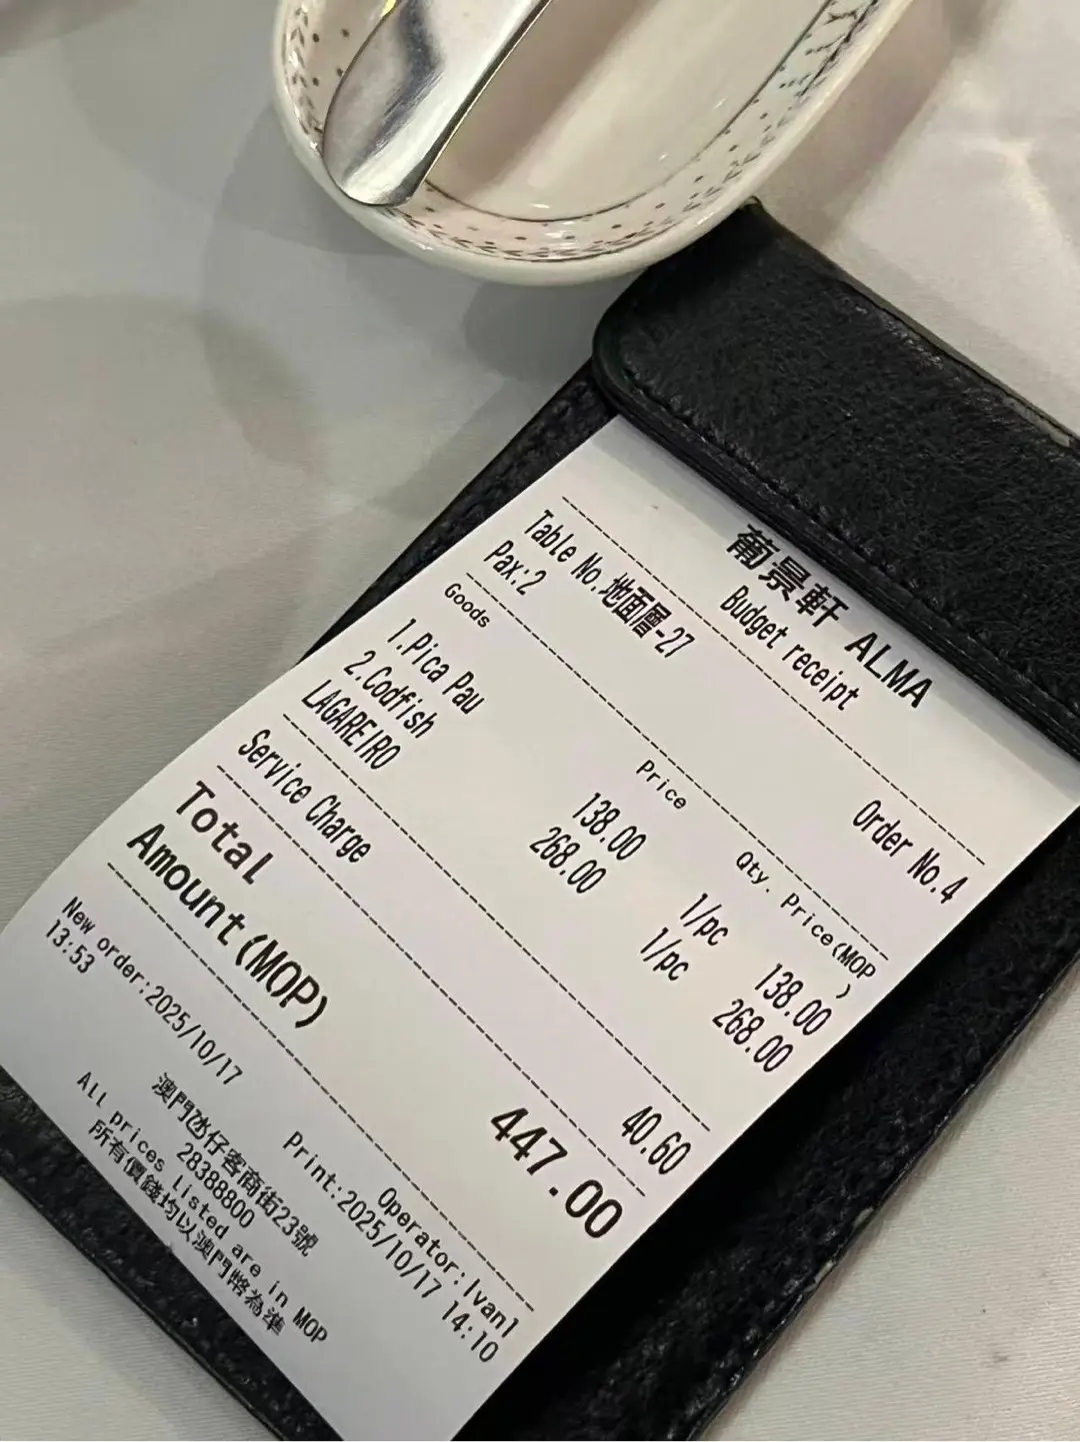 葡景軒 ALMA
Budget receipt
Table No.地面層-27 Order No.4
Pax:2
Goods Price Qty. Price(MOP)
1.Pica Pau 138.00 1/pc 138.00
2.Codfish 268.00 1/pc 268.00
LAGAREIRO
Service Charge 40.60
Total
Amount(MOP) 447.00
Operator:Ivan1
New order:2025/10/17 Print:2025/10/17 14:10
13:53
澳門氹仔客商街23號
28388800
All prices listed are in MOP
所有價錢均以澳門幣為準